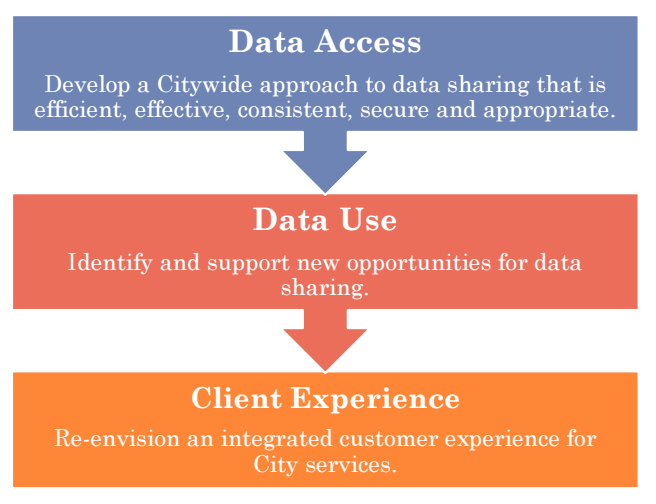 Data Access
Develop a Citywide approach to data sharing that is
efficient, effective, consistent, secure and appropriate.
Data Use
Identify and support new opportunities for data
sharing.
Client Experience
Re-envision an integrated customer experience for
City services.